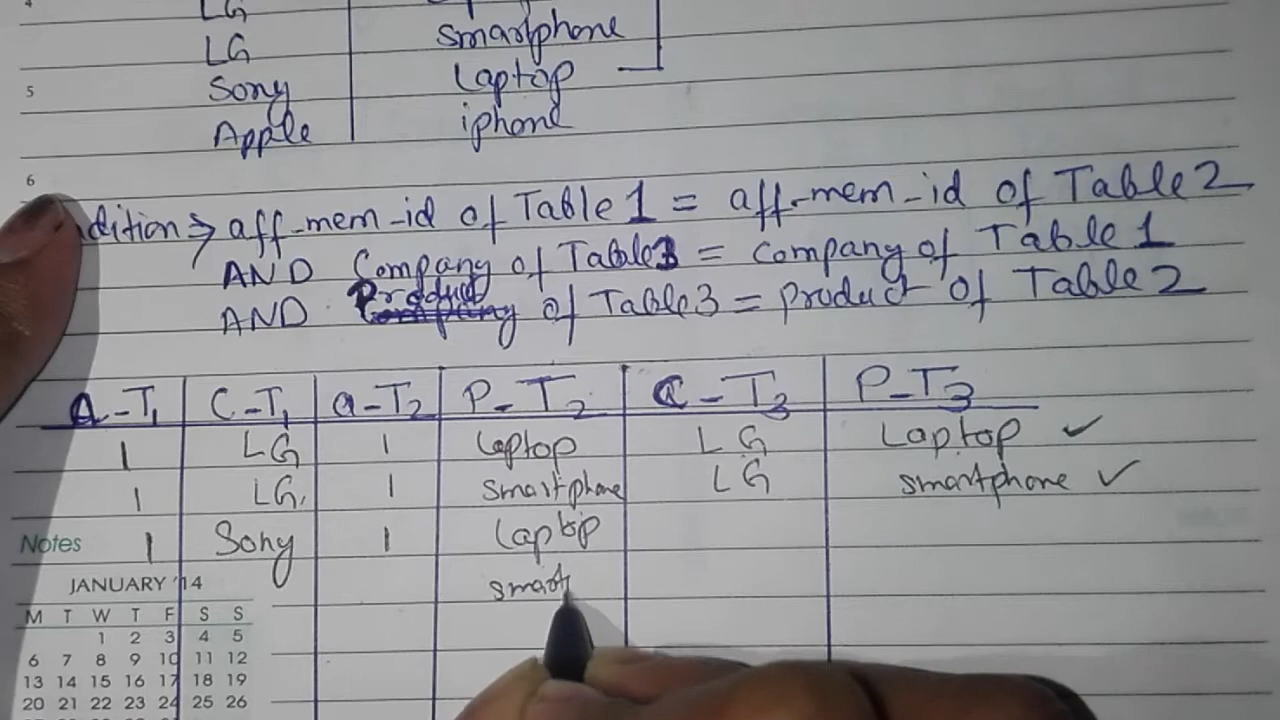 4
LG
LG smartphone
5 Sony Laptop
Apple iphone
6
dition ⇒ aff-mem-id of Table 1 = aff-mem-id of Table 2
AND Company of Table3 = Company of Table 1
AND Product of Table 3 = product of Table 2
a-T1 C-T1 a-T2 P-T2 C-T3 P-T3
1 LG 1 Laptop LG Laptop ✓
1 LG. 1 smartphone LG smartphone ✓
Notes 1 Sony 1 Laptop
smart
JANUARY '14
M T W T F S S
1 2 3 4 5
6 7 8 9 10 11 12
13 14 15 16 17 18 19
20 21 22 23 24 25 26